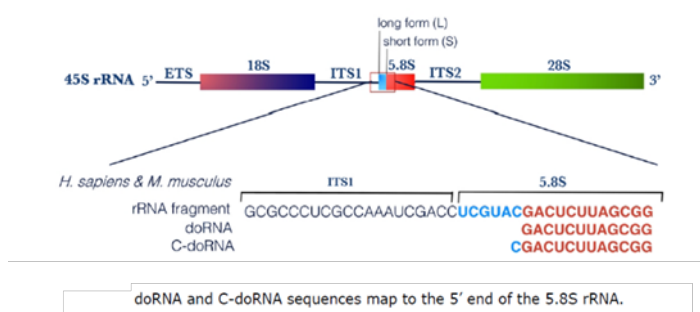 long form (L)
short form (S)
45S rRNA 5’ ETS 18S ITS1 5.8S ITS2 28S 3’
H. sapiens & M. musculus ITS1 5.8S
rRNA fragment GCGCCCUCGCCAAAUCGACCUCGUACGACUCUUAGCGG
doRNA GACUCUUAGCGG
C-doRNA CGACUCUUAGCGG
doRNA and C-doRNA sequences map to the 5’ end of the 5.8S rRNA.